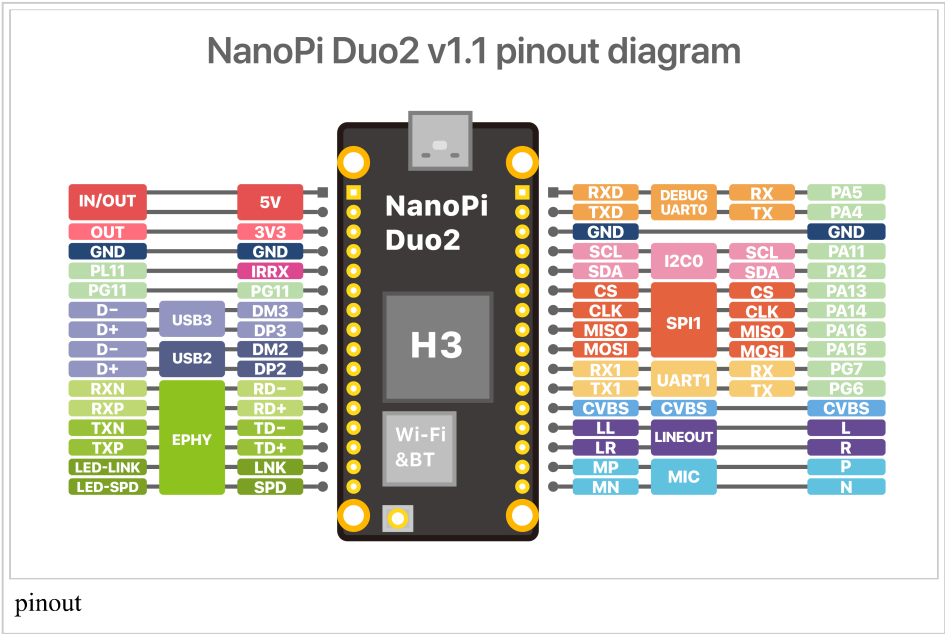 NanoPi Duo2 v1.1 pinout diagram
IN/OUT 5V
OUT 3V3
GND GND
PL11 IRRX
PG11 PG11
D− USB3 DM3
D+ DP3
D− USB2 DM2
D+ DP2
RXN EPHY RD−
RXP RD+
TXN TD−
TXP TD+
LED-LINK LNK
LED-SPD SPD
NanoPi
Duo2
H3
Wi-Fi
&BT
RXD DEBUG UART0 RX PA5
TXD TX PA4
GND GND
SCL I2C0 SCL PA11
SDA SDA PA12
CS SPI1 CS PA13
CLK CLK PA14
MISO MISO PA16
MOSI MOSI PA15
RX1 UART1 RX PG7
TX1 TX PG6
CVBS CVBS CVBS
LL LINEOUT L
LR R
MP MIC P
MN N
pinout